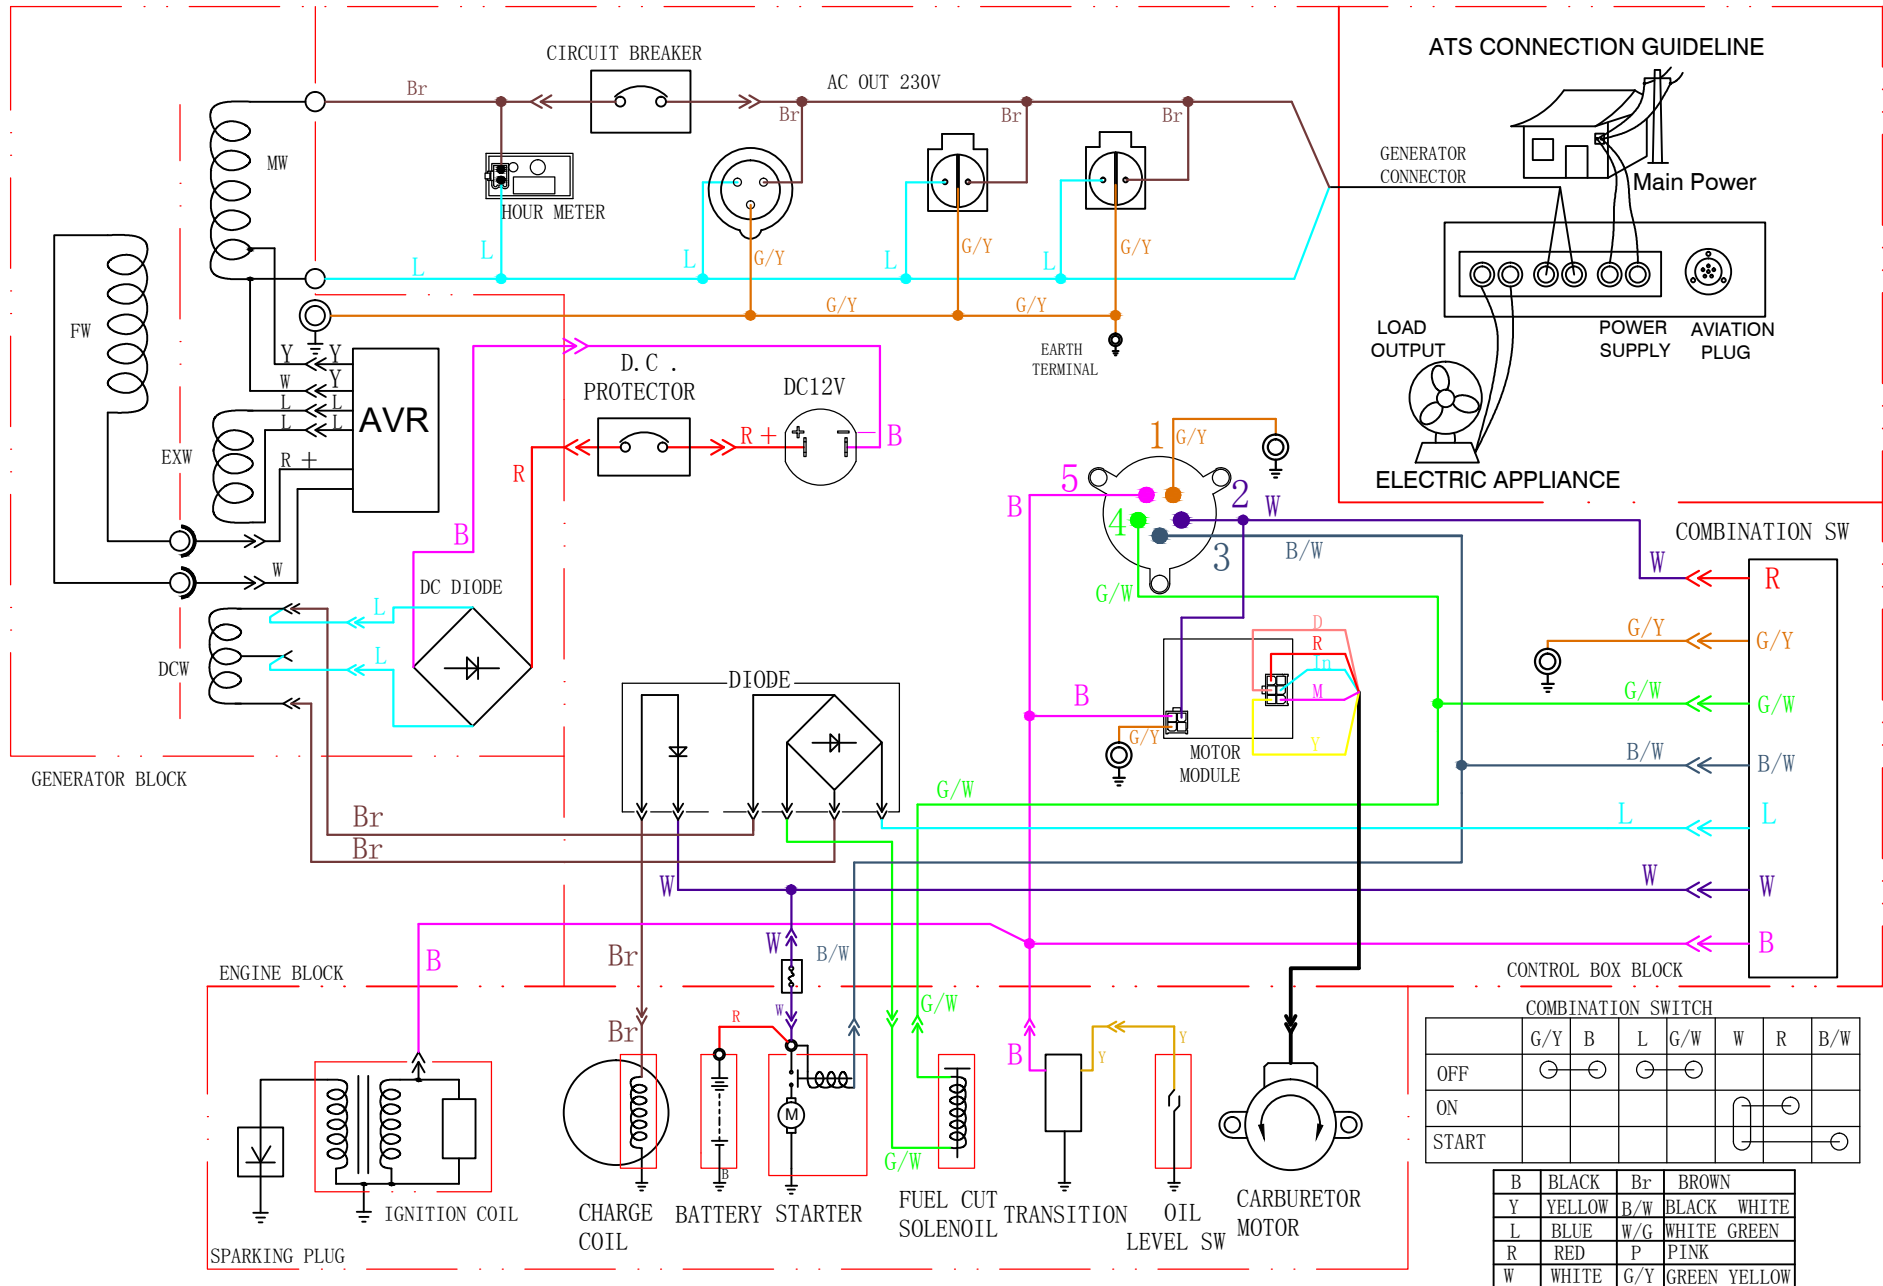 ATS CONNECTION GUIDELINE
CIRCUIT BREAKER
AC OUT 230V
Br
Br
Br
Br
MW
GENERATOR
CONNECTOR
Main Power
HOUR METER
L
L
L
L
L
G/Y
G/Y
G/Y
G/Y
G/Y
FW
LOAD
OUTPUT
POWER
SUPPLY
AVIATION
PLUG
EARTH
TERMINAL
Y Y
W Y
L L
L L
AVR
R +
EXW
W
D.C .
PROTECTOR
DC12V
R +
+
-
- B
R
B
ELECTRIC APPLIANCE
1 G/Y
5
2 W
4
3
B
B/W
G/W
COMBINATION SW
W
R
G/Y
G/Y
G/W
G/W
B/W
B/W
L
L
W
W
B
DC DIODE
L
L
DCW
DIODE
D
R
In
M
Y
B
G/Y
MOTOR
MODULE
GENERATOR BLOCK
Br
Br
G/W
W
B
Br
W
B/W
ENGINE BLOCK
CONTROL BOX BLOCK
G/W
Br
R
W
B
Y
Y
M
B
G/W
IGNITION COIL
SPARKING PLUG
CHARGE
COIL
BATTERY
STARTER
FUEL CUT
SOLENOIL
TRANSITION
OIL
LEVEL SW
CARBURETOR
MOTOR
COMBINATION SWITCH
G/Y B L G/W W R B/W
OFF
ON
START
B BLACK Br BROWN
Y YELLOW B/W BLACK WHITE
L BLUE W/G WHITE GREEN
R RED P PINK
W WHITE G/Y GREEN YELLOW